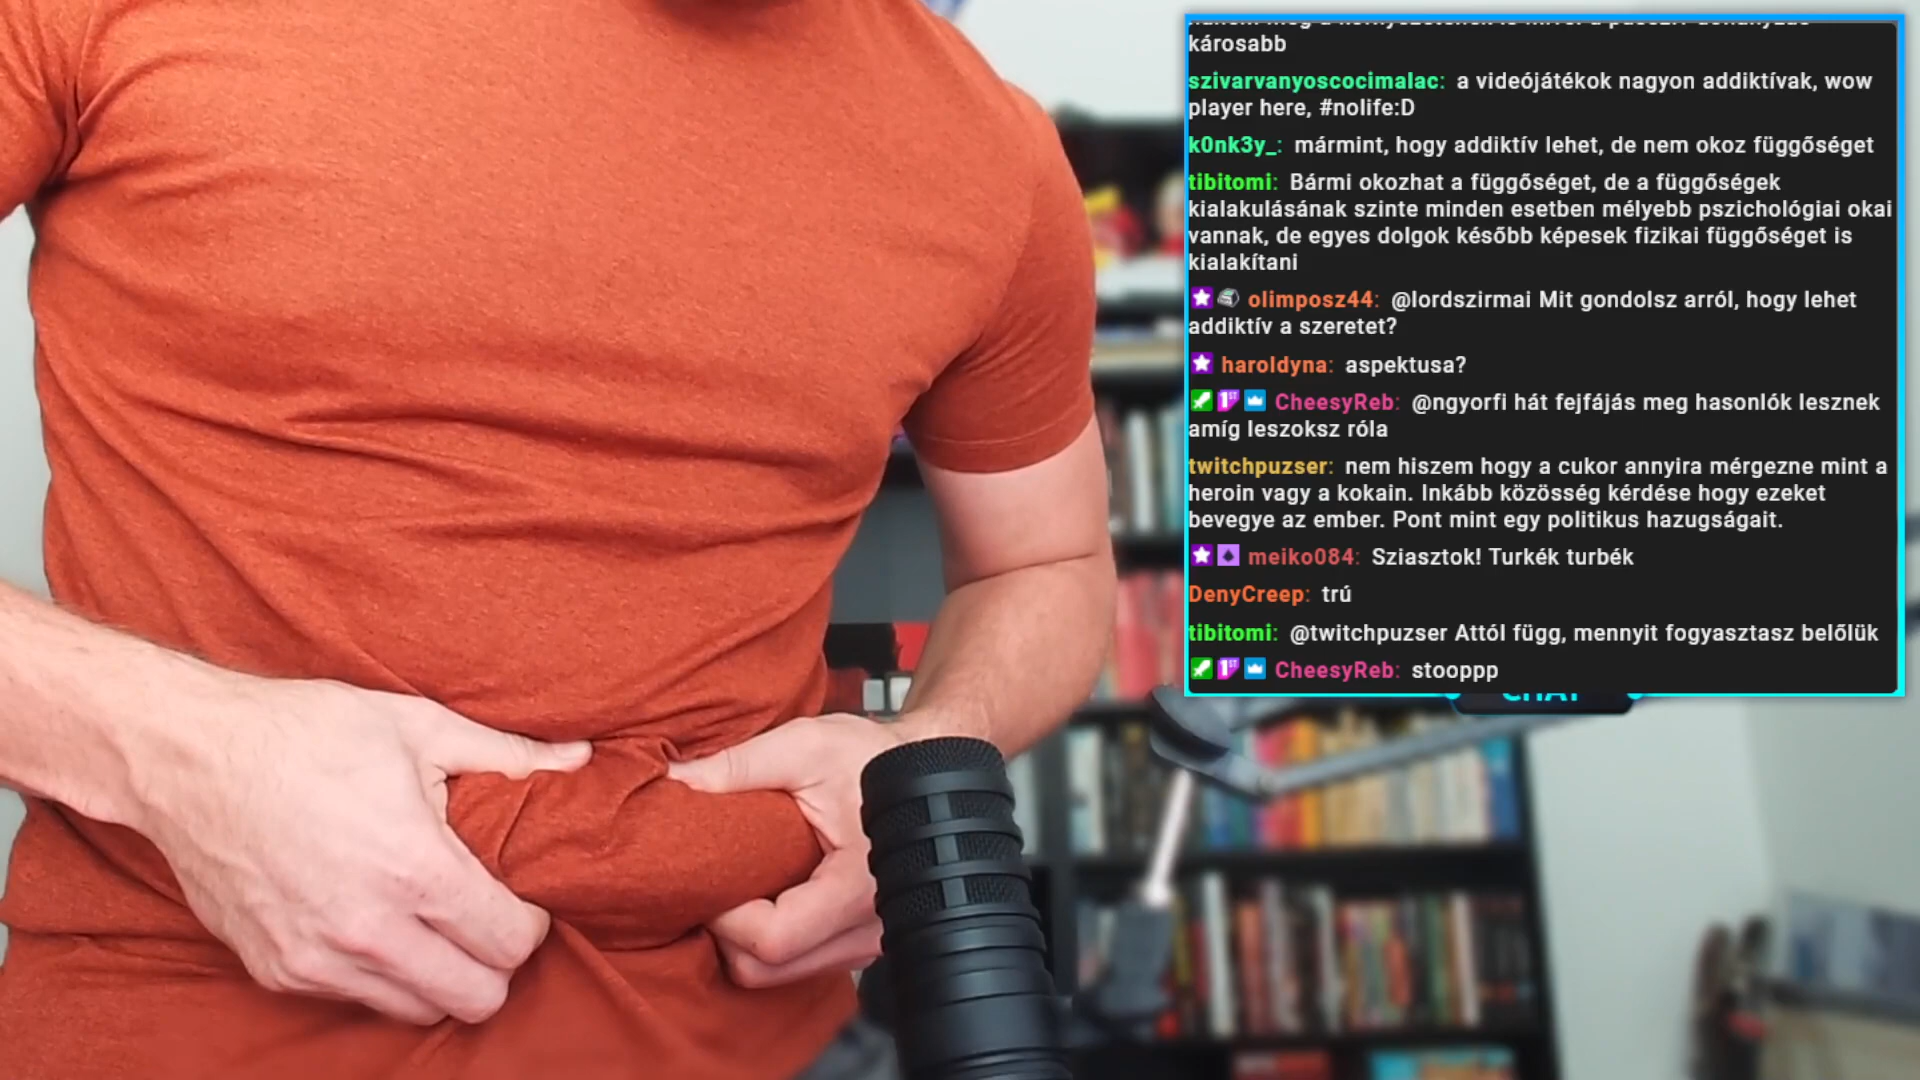 károsabb
szivarvanyoscocimalac: a videójátékok nagyon addiktívak, wow
player here, #nolife:D
k0nk3y_: mármint, hogy addiktív lehet, de nem okoz függőséget
tibitomi: Bármi okozhat a függőséget, de a függőségek
kialakulásának szinte minden esetben mélyebb pszichológiai okai
vannak, de egyes dolgok később képesek fizikai függőséget is
kialakítani
olimposz44: @lordszirmai Mit gondolsz arról, hogy lehet
addiktív a szeretet?
haroldyna: aspektusa?
CheesyReb: @ngyorfi hát fejfájás meg hasonlók lesznek
amíg leszoksz róla
twitchpuzser: nem hiszem hogy a cukor annyira mérgezne mint a
heroin vagy a kokain. Inkább közösség kérdése hogy ezeket
bevegye az ember. Pont mint egy politikus hazugságait.
meiko084: Sziasztok! Turkék turbék
DenyCreep: trú
tibitomi: @twitchpuzser Attól függ, mennyit fogyasztasz belőlük
CheesyReb: stooppp
CHAT